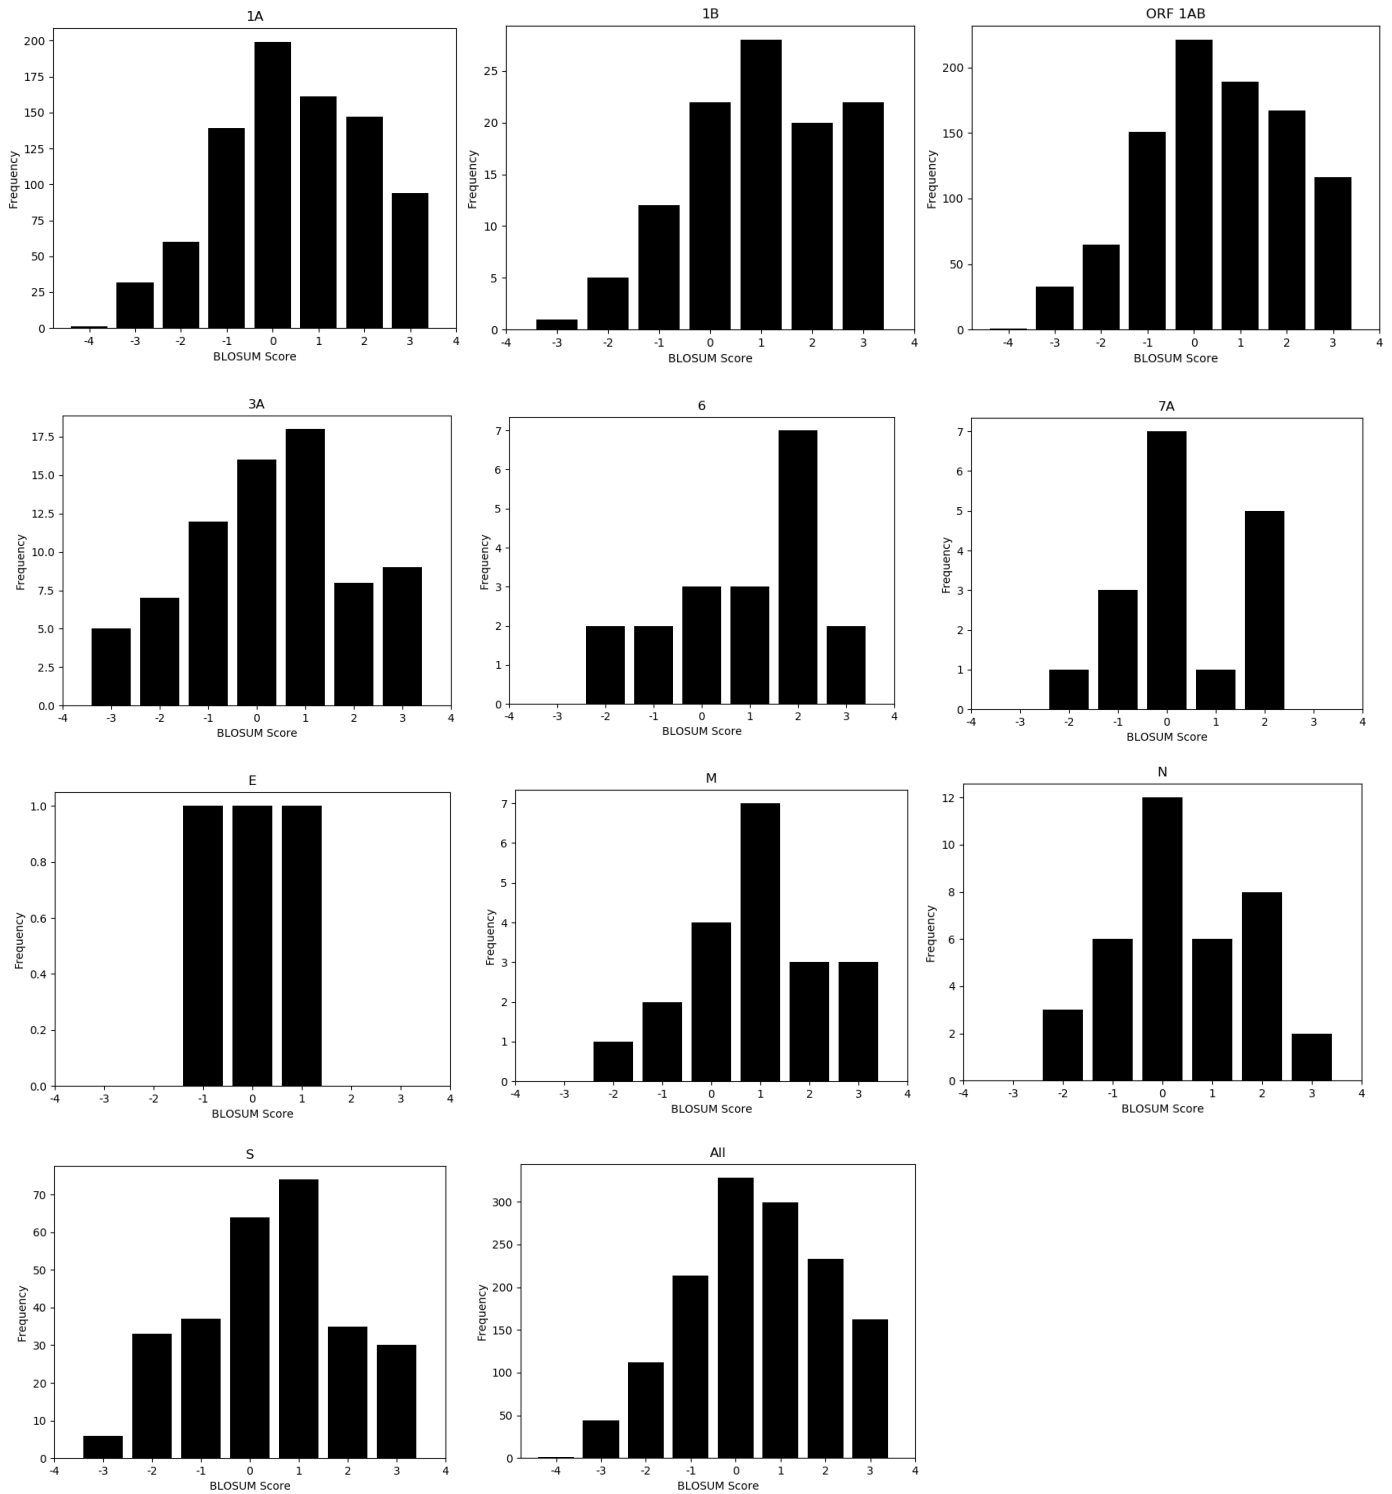 1A
200
175
150
125
100
75
50
25
0
Frequency
-4 -3 -2 -1 0 1 2 3 4
BLOSUM Score
1B
25
20
15
10
5
0
Frequency
-4 -3 -2 -1 0 1 2 3 4
BLOSUM Score
ORF 1AB
200
150
100
50
0
Frequency
-4 -3 -2 -1 0 1 2 3 4
BLOSUM Score
3A
17.5
15.0
12.5
10.0
7.5
5.0
2.5
0.0
Frequency
-4 -3 -2 -1 0 1 2 3 4
BLOSUM Score
6
7
6
5
4
3
2
1
0
Frequency
-4 -3 -2 -1 0 1 2 3 4
BLOSUM Score
7A
7
6
5
4
3
2
1
0
Frequency
-4 -3 -2 -1 0 1 2 3 4
BLOSUM Score
E
1.0
0.8
0.6
0.4
0.2
0.0
Frequency
-4 -3 -2 -1 0 1 2 3 4
BLOSUM Score
M
7
6
5
4
3
2
1
0
Frequency
-4 -3 -2 -1 0 1 2 3 4
BLOSUM Score
N
12
10
8
6
4
2
0
Frequency
-4 -3 -2 -1 0 1 2 3 4
BLOSUM Score
S
70
60
50
40
30
20
10
0
Frequency
-4 -3 -2 -1 0 1 2 3 4
BLOSUM Score
All
300
250
200
150
100
50
0
Frequency
-4 -3 -2 -1 0 1 2 3 4
BLOSUM Score